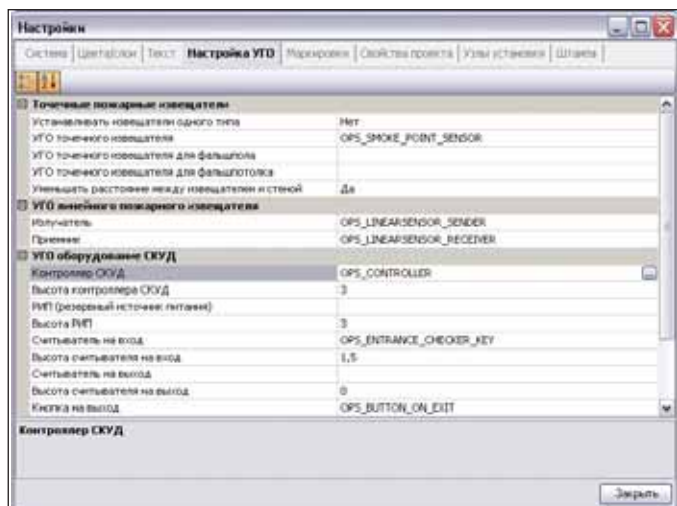 Настройки
Система Цвета/слои Текст Настройка УГО Маркировки Свойства проекта Узлы установки Штамп
Точечные пожарные извещатели
Устанавливать извещатели одного типа Нет
УГО точечного извещателя OPS_SMOKE_POINT_SENSOR
УГО точечного извещателя для фальшпола
УГО точечного извещателя для фальшпотолка
Уменьшать расстояние между извещателем и стеной Да
УГО линейного пожарного извещателя
Излучатель OPS_LINEARSENSOR_SENDER
Приемник OPS_LINEARSENSOR_RECEIVER
УГО оборудование СКУД
Контроллер СКУД OPS_CONTROLLER
Высота контроллера СКУД 3
РИП (резервный источник питания)
Высота РИП 3
Считыватель на вход OPS_ENTRANCE_CHECKER_KEY
Высота считывателя на вход 1,5
Считыватель на выход
Высота считывателя на выход 0
Кнопка на выход OPS_BUTTON_ON_EXIT
Контроллер СКУД
Закрыть